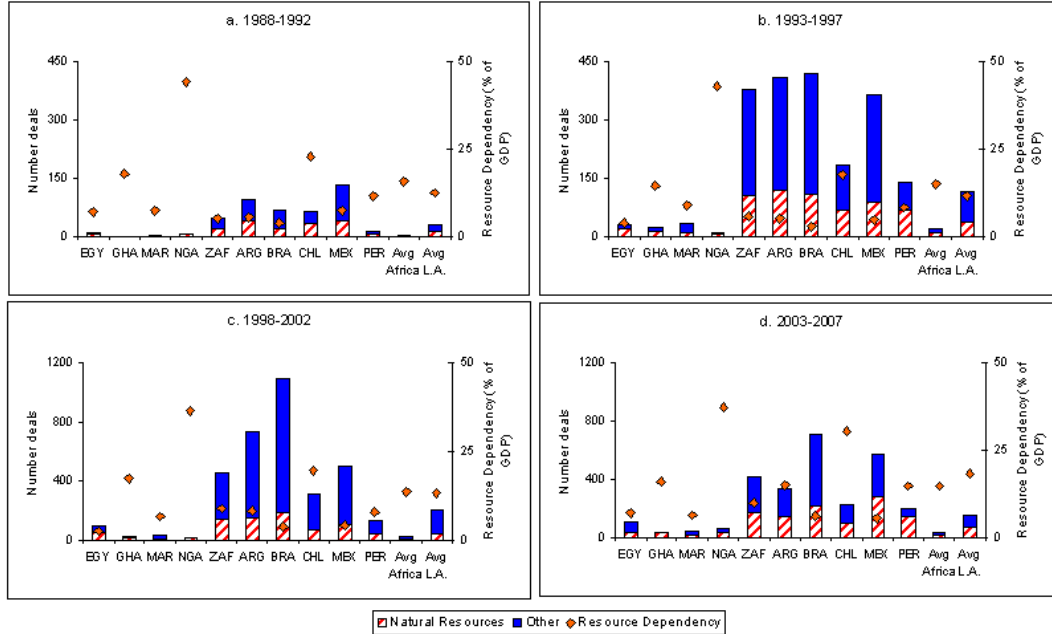 a. 1988-1992
Number deals
450
300
150
0
EGY GHA MAR NGA ZAF ARG BRA CHL MEX PER Avg Avg
Africa L.A.
50
25
0
Resource Dependency (% of
GDP)
b. 1993-1997
Number deals
450
300
150
0
EGY GHA MAR NGA ZAF ARG BRA CHL MEX PER Avg Avg
Africa L.A.
50
25
0
Resource Dependency (% of
GDP)
c. 1998-2002
Number deals
1200
800
400
0
EGY GHA MAR NGA ZAF ARG BRA CHL MEX PER Avg Avg
Africa L.A.
50
25
0
Resource Dependency (% of
GDP)
d. 2003-2007
Number deals
1200
800
400
0
EGY GHA MAR NGA ZAF ARG BRA CHL MEX PER Avg Avg
Africa L.A.
50
25
0
Resource Dependency (% of
GDP)
Natural Resources Other Resource Dependency